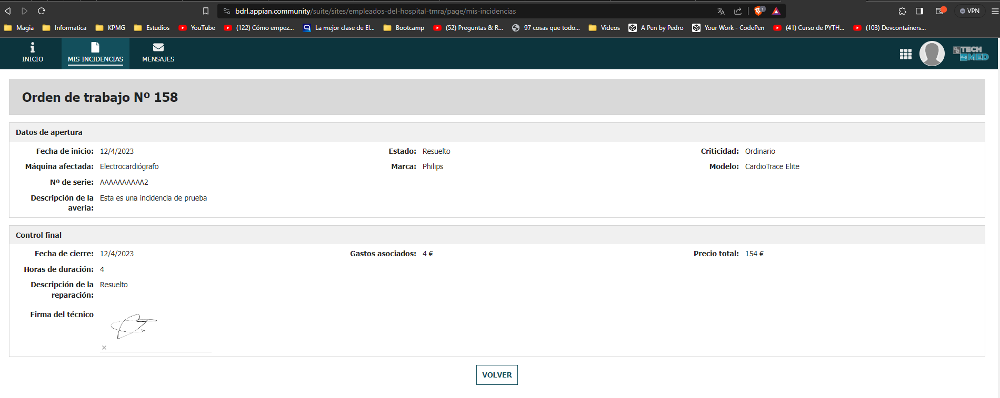 bdrl.appian.community/suite/sites/empleados-del-hospital-tmra/page/mis-incidencias
1
VPN
Magia
Informatica
KPMG
Estudios
YouTube
(122) Cómo empez...
La mejor clase de El...
Bootcamp
(52) Preguntas & R...
97 cosas que todo...
Videos
A Pen by Pedro
Your Work - CodePen
(41) Curso de PYTH...
(103) Devcontainers...
INICIO
MIS INCIDENCIAS
MENSAJES
TECH
MED
Orden de trabajo Nº 158
Datos de apertura
Fecha de inicio: 12/4/2023
Estado: Resuelto
Criticidad: Ordinario
Máquina afectada: Electrocardiógrafo
Marca: Philips
Modelo: CardioTrace Elite
Nº de serie: AAAAAAAAAA2
Descripción de la
avería:
Esta es una incidencia de prueba
Control final
Fecha de cierre: 12/4/2023
Gastos asociados: 4 €
Precio total: 154 €
Horas de duración: 4
Descripción de la
reparación:
Resuelto
Firma del técnico
VOLVER